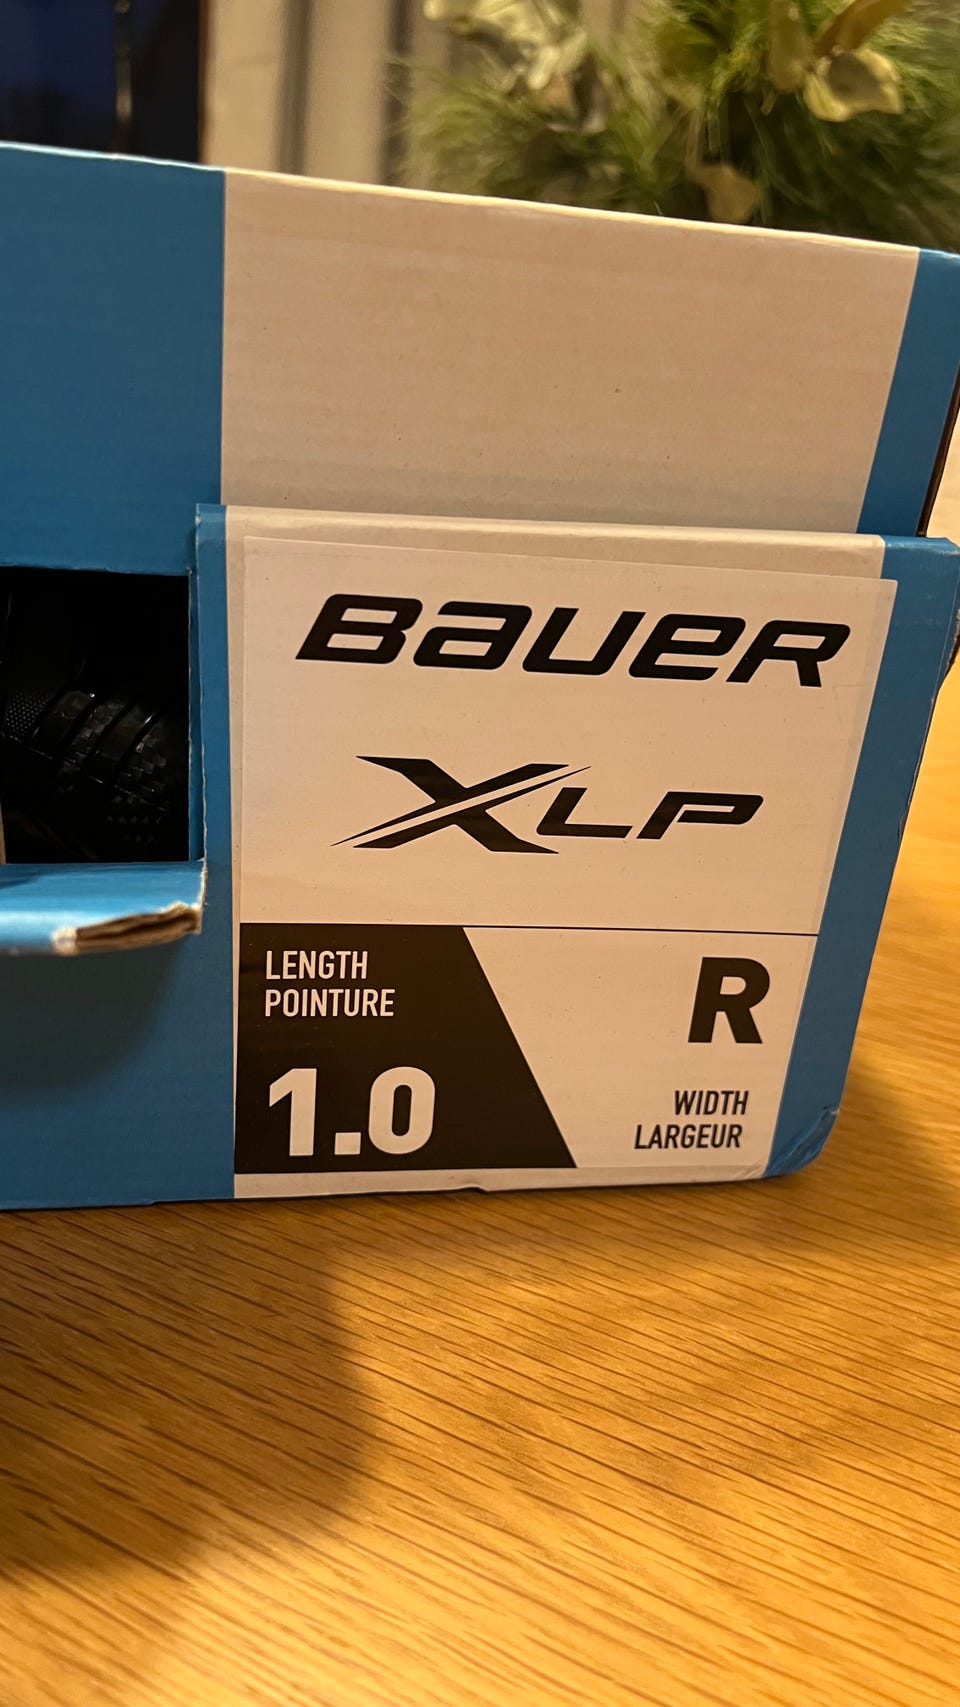 BAUER
XLP
LENGTH
POINTURE
1.0
R
WIDTH
LARGEUR